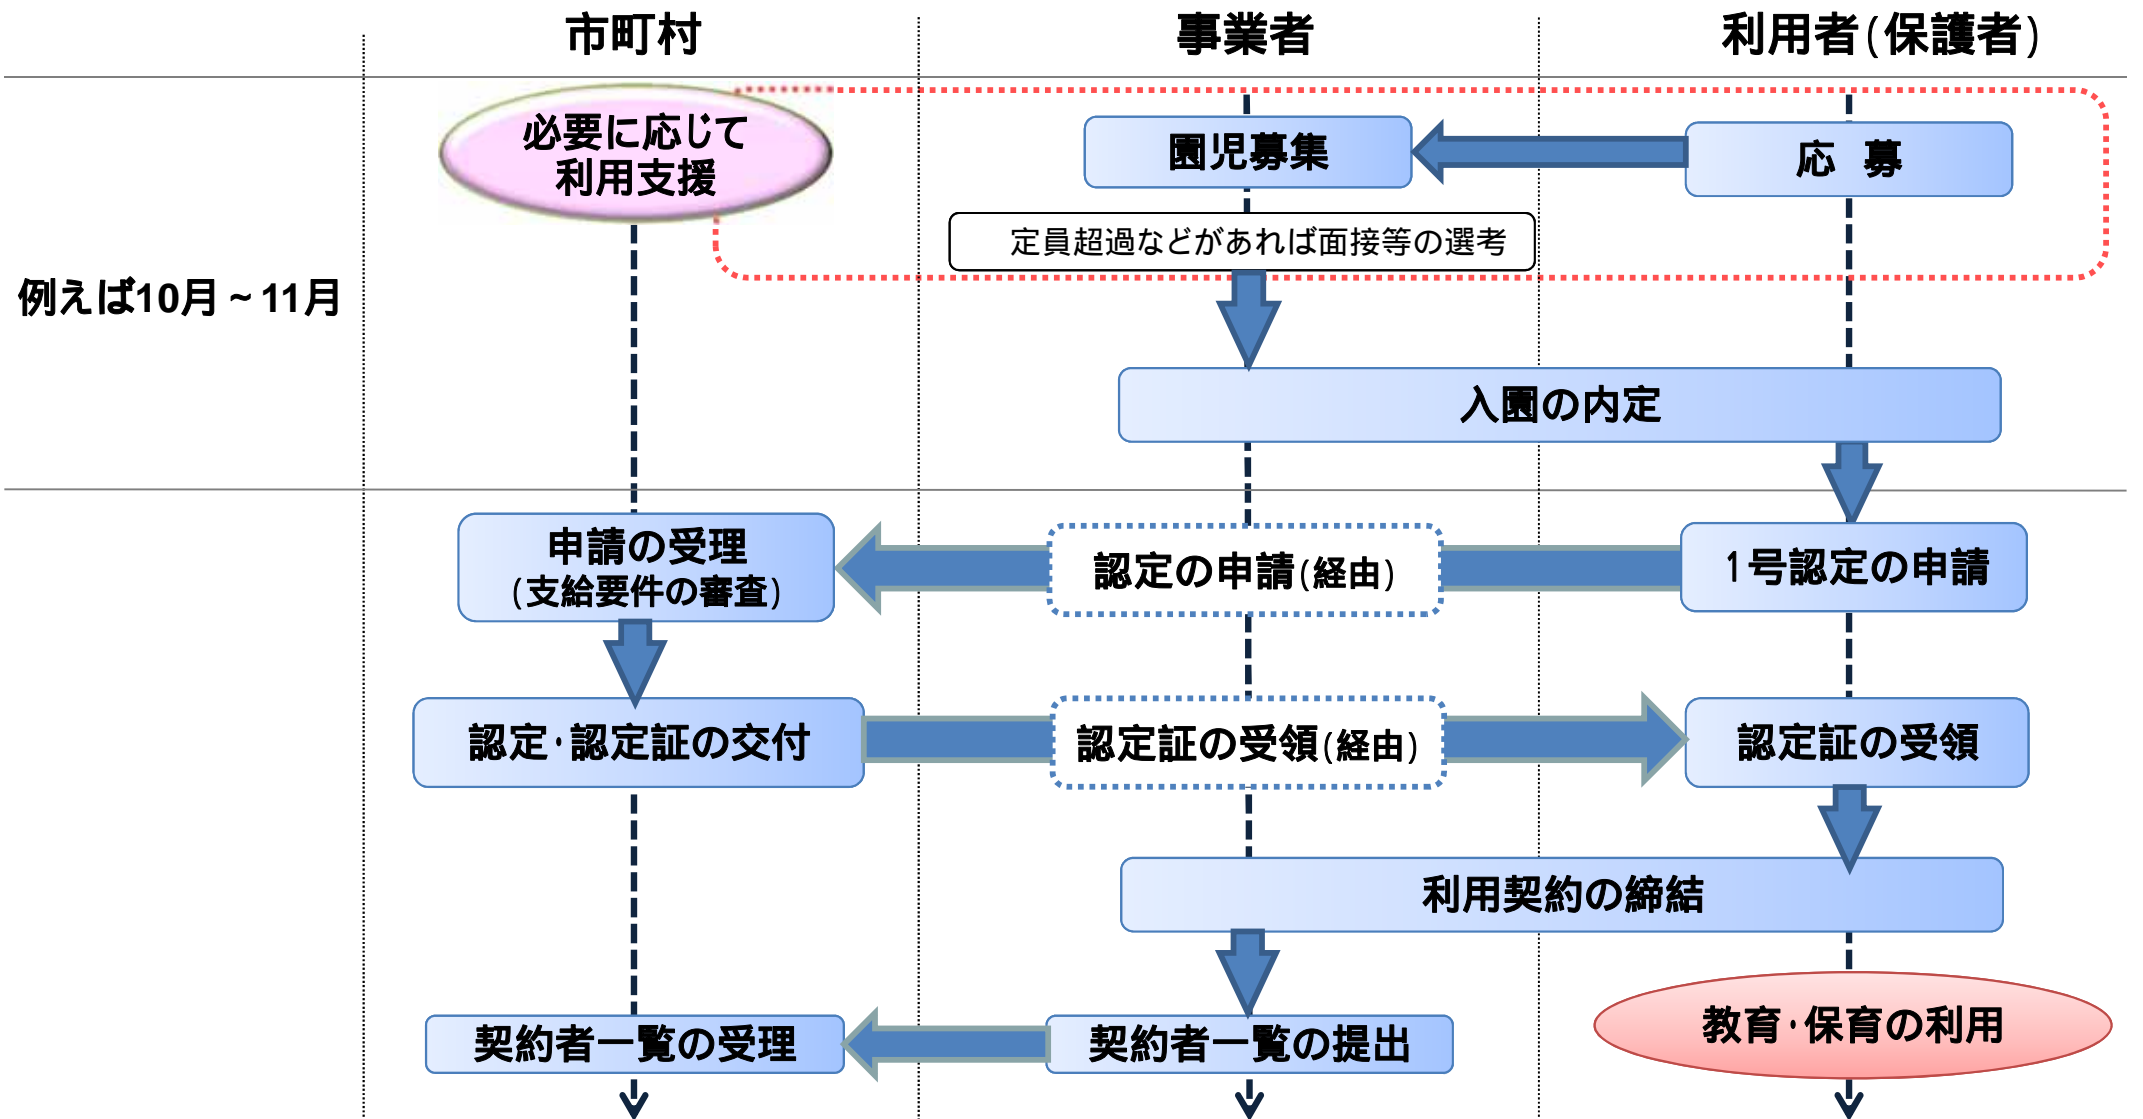 市町村
事業者
利用者(保護者)
例えば10月~11月
必要に応じて
利用支援
園児募集
応 募
定員超過などがあれば面接等の選考
入園の内定
申請の受理
(支給要件の審査)
認定の申請(経由)
1号認定の申請
認定・認定証の交付
認定証の受領(経由)
認定証の受領
利用契約の締結
契約者一覧の受理
契約者一覧の提出
教育・保育の利用